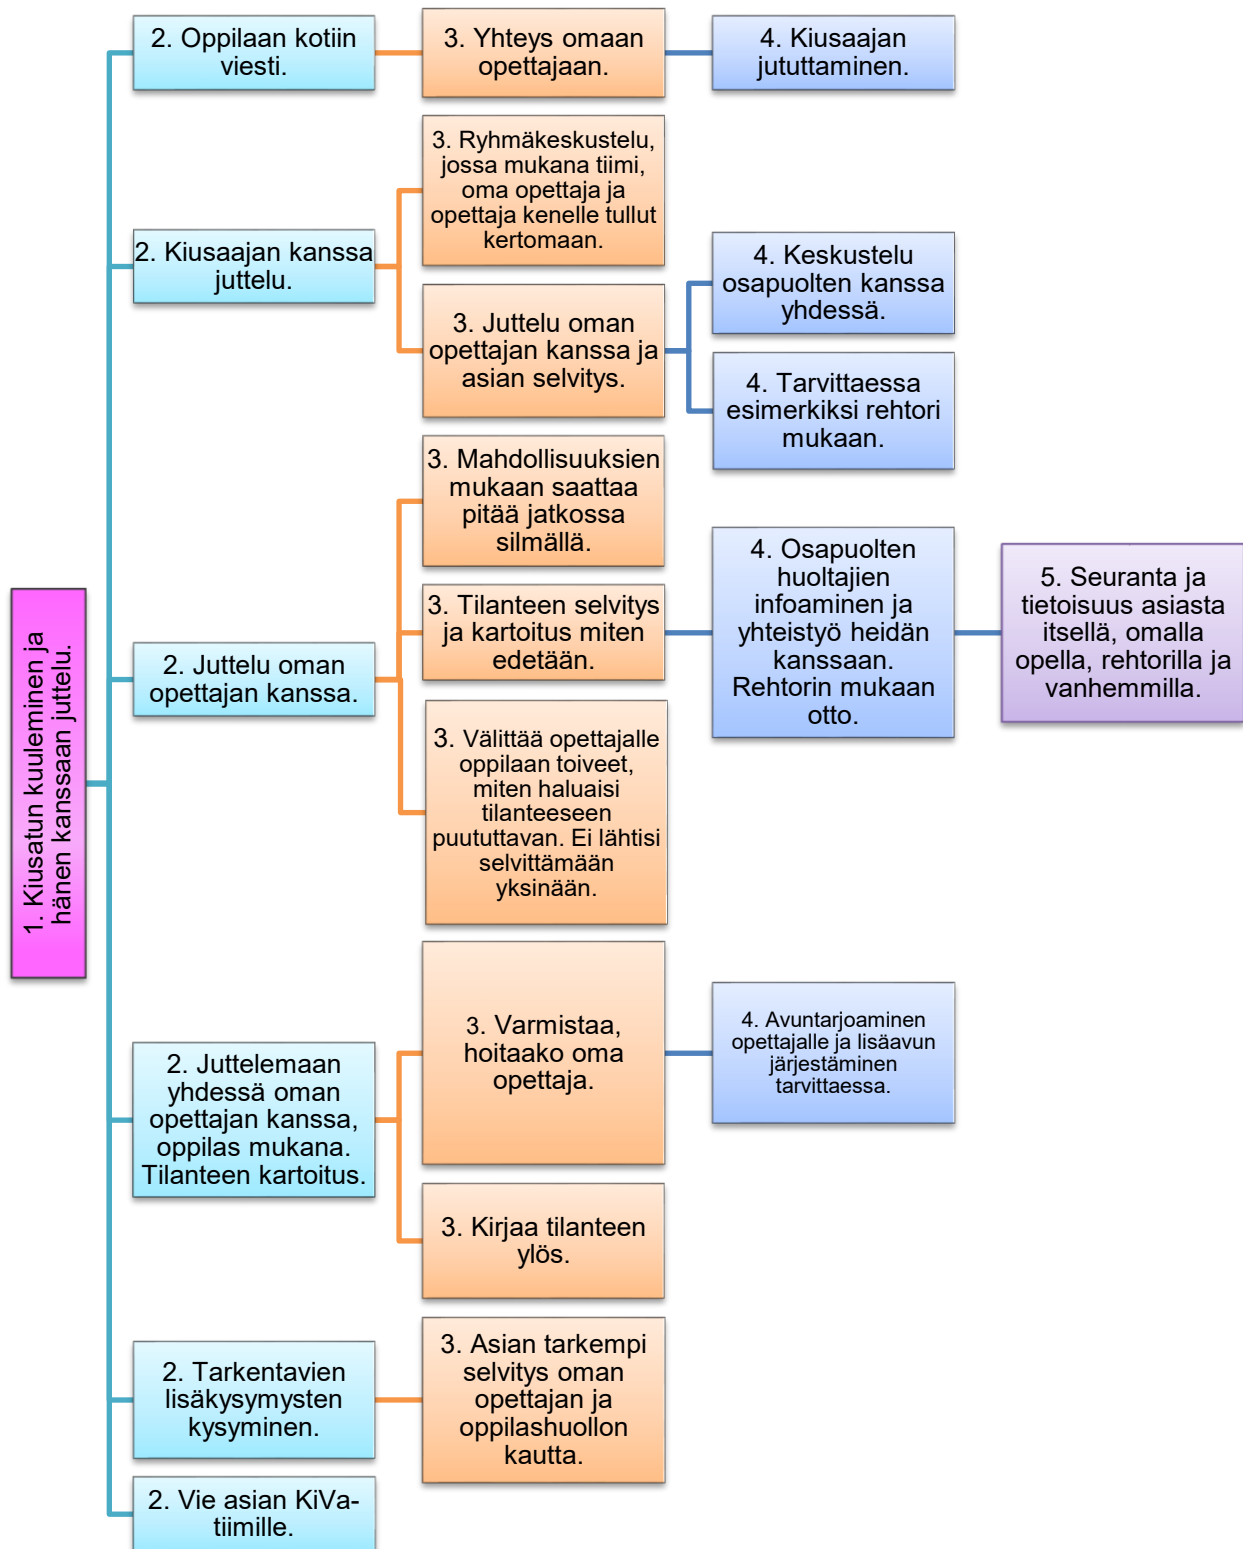 1. Kiusatun kuuleminen ja
hänen kanssaan juttelu.
2. Oppilaan kotiin
viesti.
3. Yhteys omaan
opettajaan.
4. Kiusaajan
jututtaminen.
2. Kiusaajan kanssa
juttelu.
3. Ryhmäkeskustelu,
jossa mukana tiimi,
oma opettaja ja
opettaja kenelle tullut
kertomaan.
3. Juttelu oman
opettajan kanssa ja
asian selvitys.
4. Keskustelu
osapuolten kanssa
yhdessä.
4. Tarvittaessa
esimerkiksi rehtori
mukaan.
2. Juttelu oman
opettajan kanssa.
3. Mahdollisuuksien
mukaan saattaa
pitää jatkossa
silmällä.
3. Tilanteen selvitys
ja kartoitus miten
edetään.
4. Osapuolten
huoltajien
infoaminen ja
yhteistyö heidän
kanssaan.
Rehtorin mukaan
otto.
5. Seuranta ja
tietoisuus asiasta
itsellä, omalla
opella, rehtorilla ja
vanhemmilla.
3. Välittää opettajalle
oppilaan toiveet,
miten haluaisi
tilanteeseen
puututtavan. Ei lähtisi
selvittämään
yksinään.
2. Juttelemaan
yhdessä oman
opettajan kanssa,
oppilas mukana.
Tilanteen kartoitus.
3. Varmistaa,
hoitaako oma
opettaja.
4. Avuntarjoaminen
opettajalle ja lisäavun
järjestäminen
tarvittaessa.
3. Kirjaa tilanteen
ylös.
2. Tarkentavien
lisäkysymysten
kysyminen.
3. Asian tarkempi
selvitys oman
opettajan ja
oppilashuollon
kautta.
2. Vie asian KiVa-
tiimille.